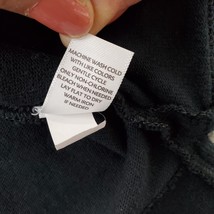 MACHINE WASH COLD
WITH LIKE COLORS
GENTLE CYCLE
ONLY NON-CHLORINE
BLEACH WHEN NEEDED
LAY FLAT TO DRY
WARM IRON
IF NEEDED